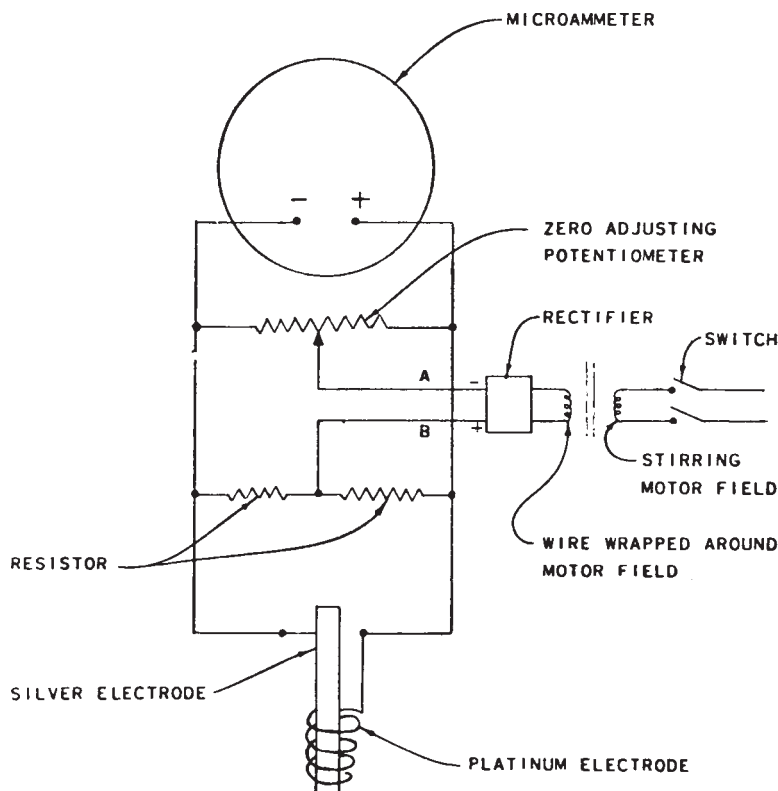 MICROAMMETER
- +
ZERO ADJUSTING
POTENTIOMETER
RECTIFIER
SWITCH
A -
B +
STIRRING
MOTOR FIELD
WIRE WRAPPED AROUND
MOTOR FIELD
RESISTOR
SILVER ELECTRODE
PLATINUM ELECTRODE